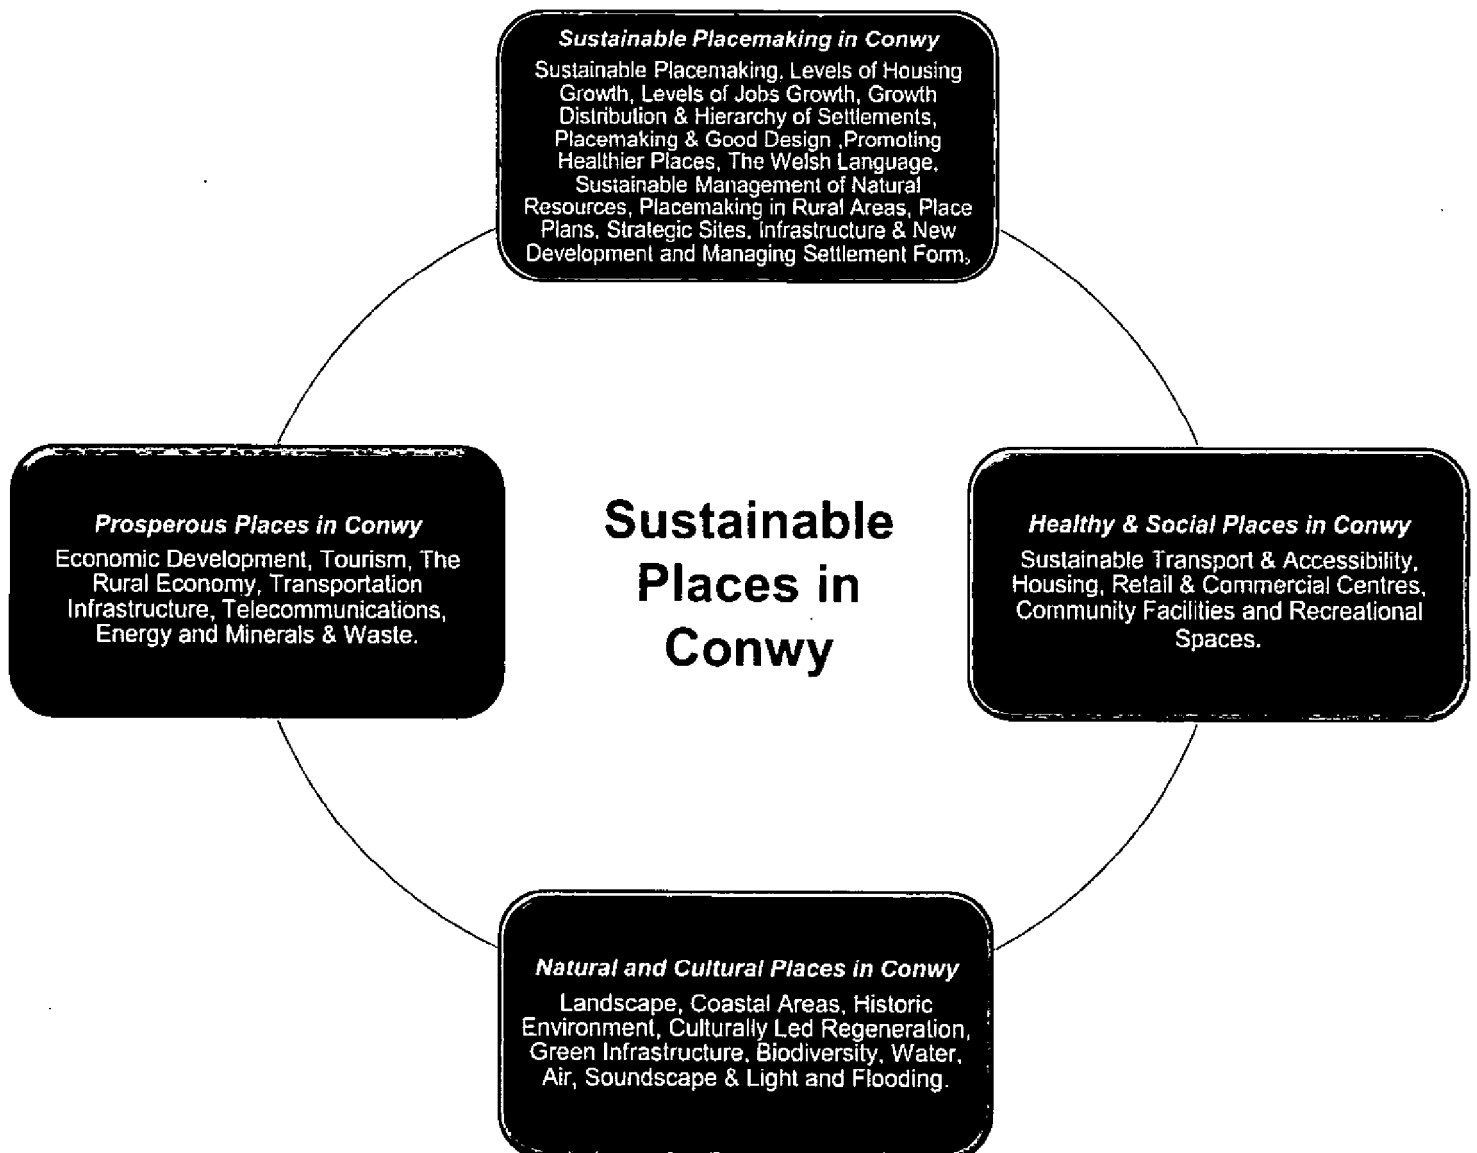 Sustainable Placemaking in Conwy
Sustainable Placemaking, Levels of Housing
Growth, Levels of Jobs Growth, Growth
Distribution & Hierarchy of Settlements,
Placemaking & Good Design ,Promoting
Healthier Places, The Welsh Language,
Sustainable Management of Natural
Resources, Placemaking in Rural Areas, Place
Plans, Strategic Sites, Infrastructure & New
Development and Managing Settlement Form,
Prosperous Places in Conwy
Economic Development, Tourism, The
Rural Economy, Transportation
Infrastructure, Telecommunications,
Energy and Minerals & Waste.
Sustainable
Places in
Conwy
Healthy & Social Places in Conwy
Sustainable Transport & Accessibility,
Housing, Retail & Commercial Centres,
Community Facilities and Recreational
Spaces.
Natural and Cultural Places in Conwy
Landscape, Coastal Areas, Historic
Environment, Culturally Led Regeneration,
Green Infrastructure, Biodiversity, Water,
Air, Soundscape & Light and Flooding.